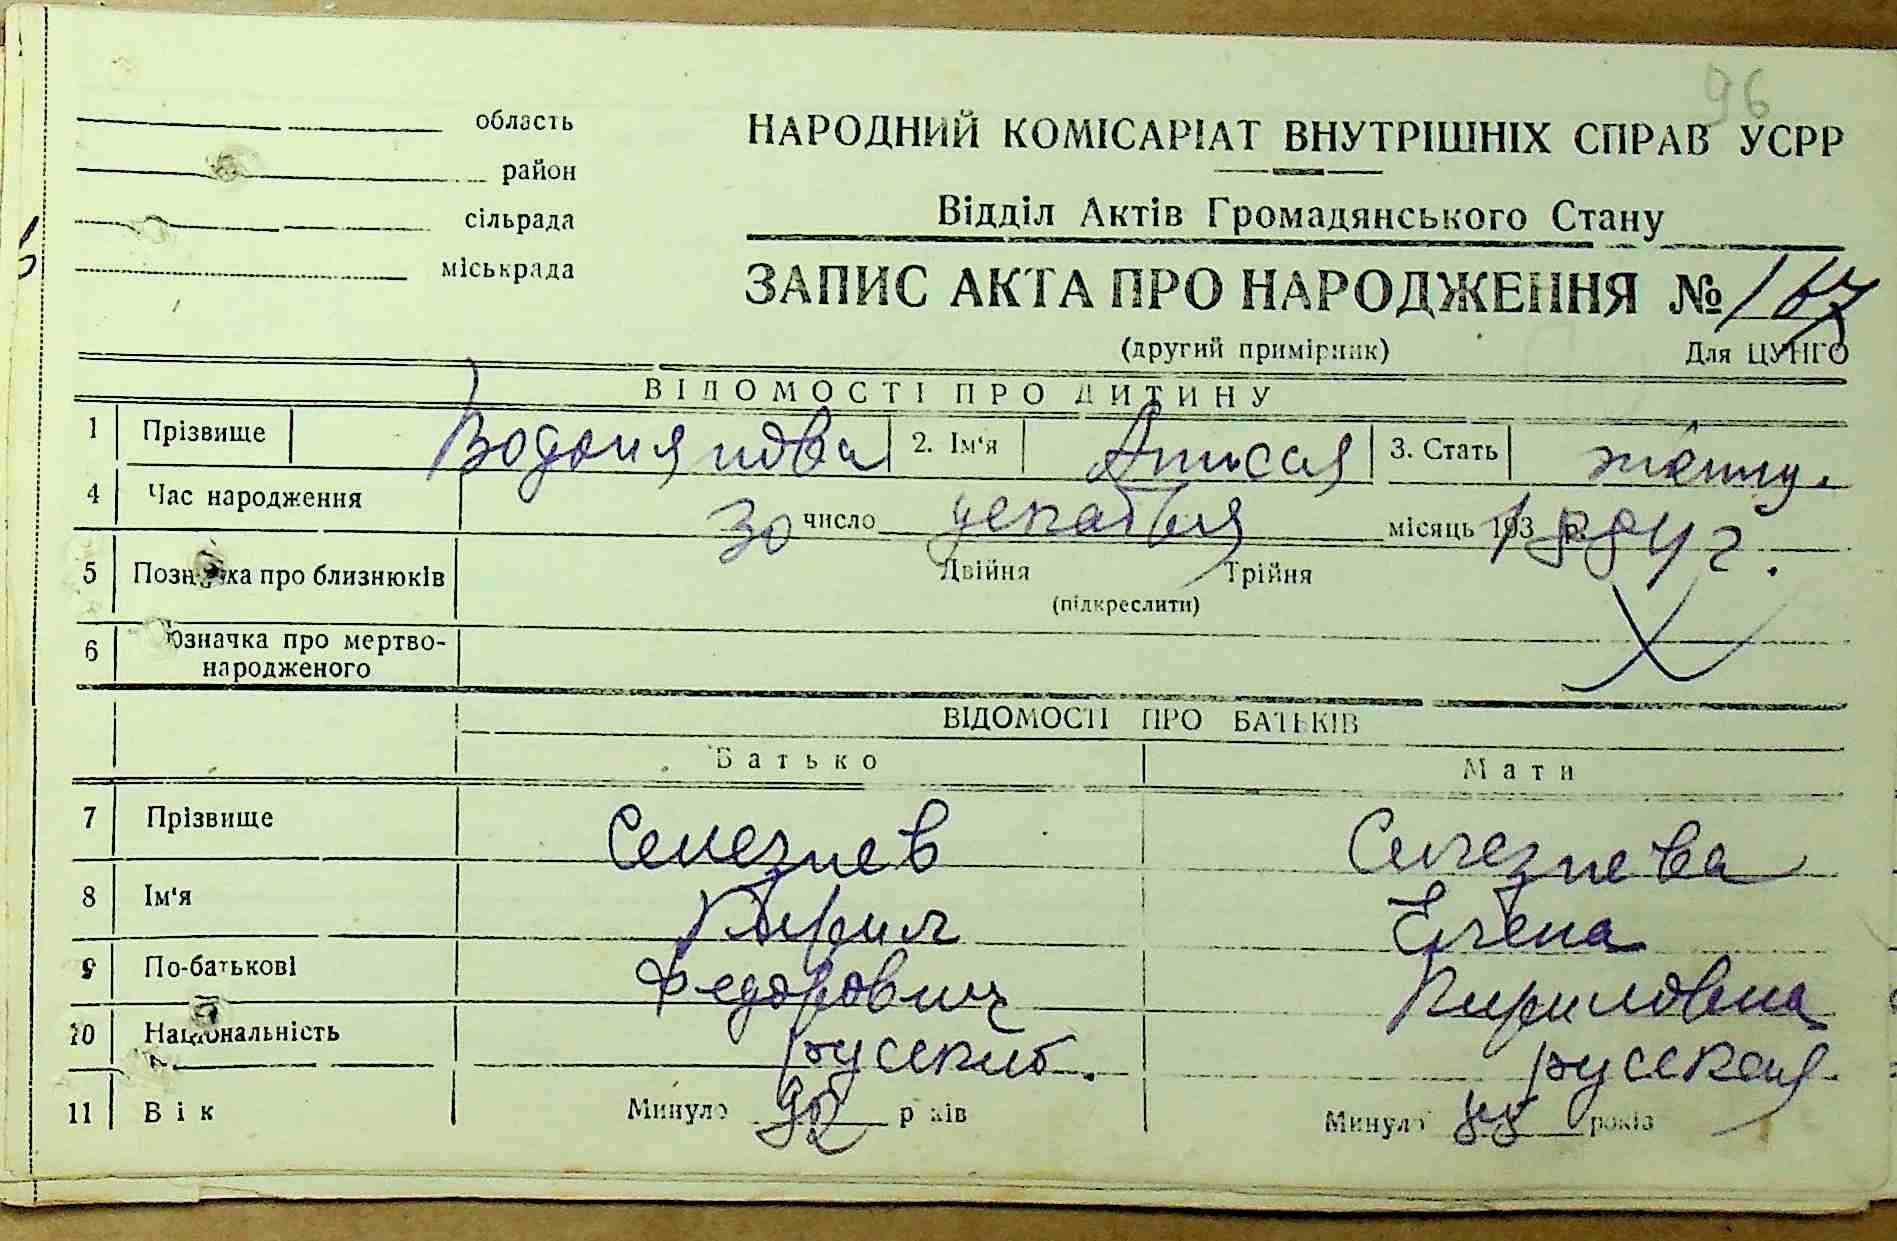 96
область
район
сільрада
міськрада
НАРОДНИЙ КОМІСАРІАТ ВНУТРІШНІХ СПРАВ УСРР
Відділ Актів Громадянського Стану
ЗАПИС АКТА ПРО НАРОДЖЕННЯ № 167
(другий примірник) Для ЦУНГО
ВІДОМОСТІ ПРО ДИТИНУ
1 Прізвище 2. Ім'я 3. Стать
4 Час народження 30 число декабря місяць 193
5 Позначка про близнюків Двійня Трійня
(підкреслити)
6 Позначка про мертво-
народженого
ВІДОМОСТІ ПРО БАТЬКІВ
Батько Мати
7 Прізвище Селезнев Селезнева
8 Ім'я Кирил Елена
9 По-батькові Федорович Кириловна
10 Національність русский. русская
11 Вік Минуло років Минуло років